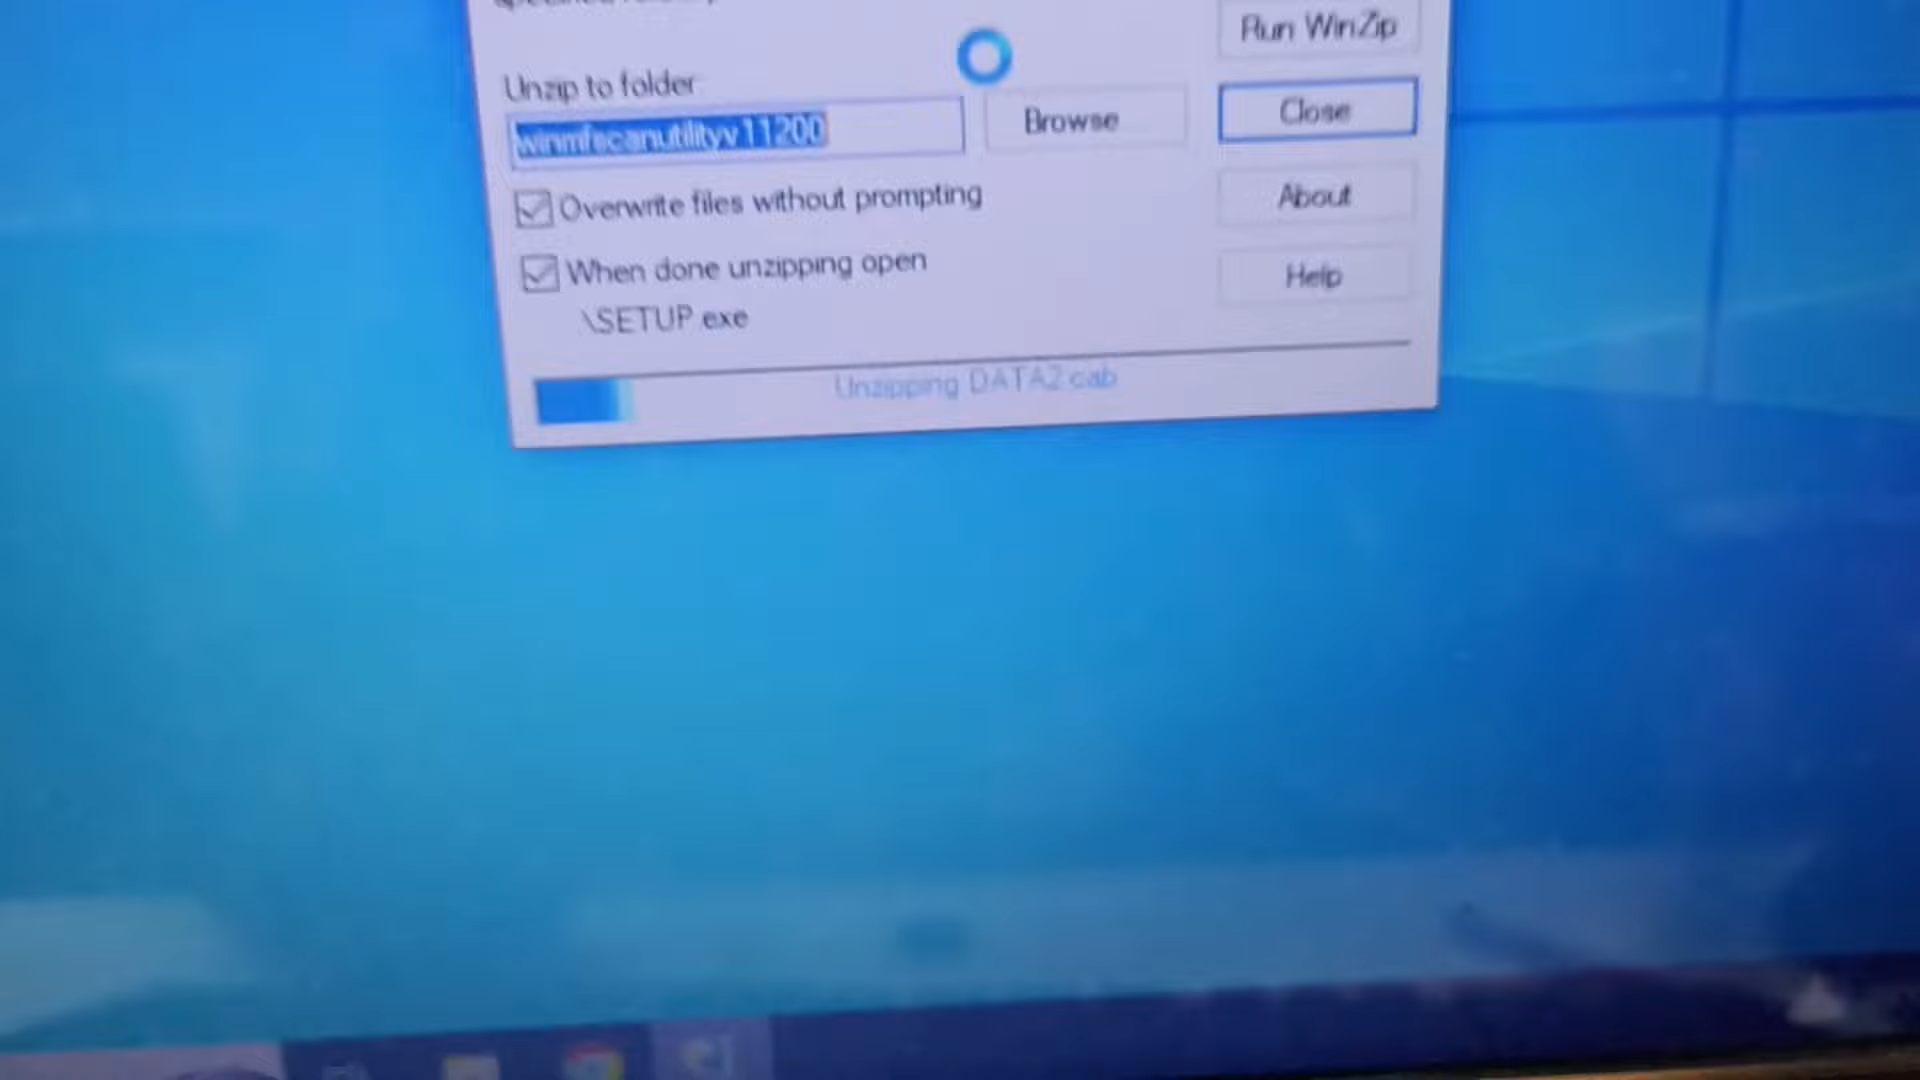 Run WinZip
Unzip to folder
winmfscanutilityv11200
Browse
Close
Overwrite files without prompting
About
When done unzipping open
Help
\SETUP.exe
Unzipping DATA2.cab